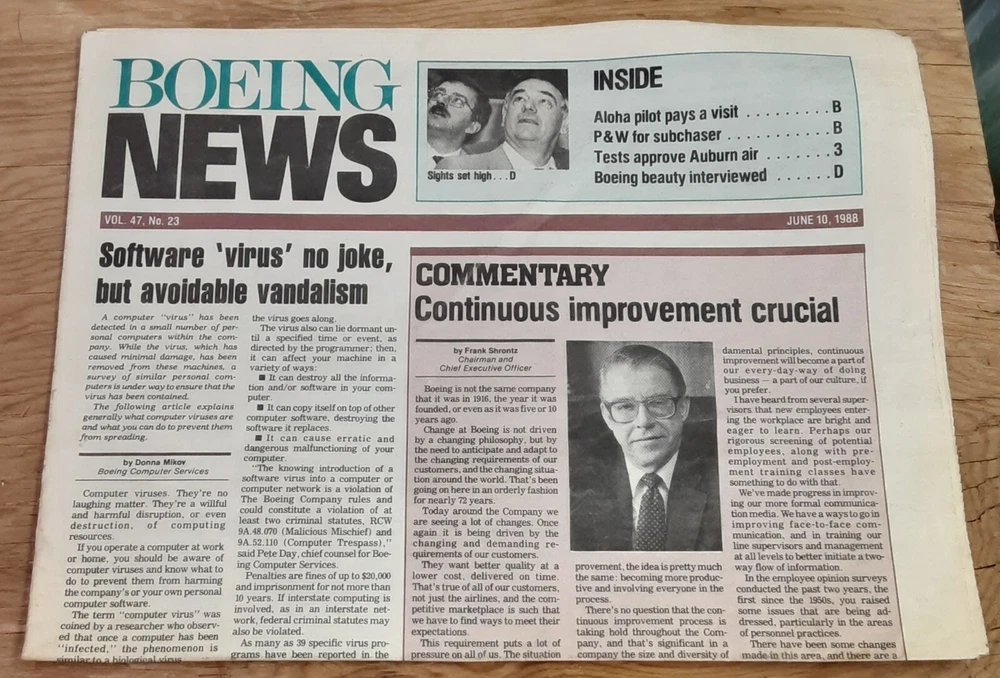 BOEING
NEWS
Sights set high...D
INSIDE
Aloha pilot pays a visit .........B
P&W for subchaser ...........B
Tests approve Auburn air .......3
Boeing beauty interviewed ......D
VOL. 47, No. 23
JUNE 10, 1988
Software 'virus' no joke,
but avoidable vandalism
A computer "virus" has been
detected in a small number of per-
sonal computers within the com-
pany. While the virus, which has
caused minimal damage, has been
removed from these machines, a
survey of similar personal com-
puters is under way to ensure that the
virus has been contained.
The following article explains
generally what computer viruses are
and what you can do to prevent them
from spreading.
by Donna Mikov
Boeing Computer Services
Computer viruses. They're no
laughing matter. They're a willful
and harmful disruption, or even
destruction, of computing
resources.
If you operate a computer at work
or home, you should be aware of
computer viruses and know what to
do to prevent them from harming
the company's or your own personal
computer software.
The term "computer virus" was
coined by a researcher who observ-
ed that once a computer has been
"infected," the phenomenon is
similar to a biological virus
the virus goes along.
The virus also can lie dormant un-
til a specified time or event, as
directed by the programmer; then,
it can affect your machine in a
variety of ways:
■ It can destroy all the informa-
tion and/or software in your com-
puter.
■ It can copy itself on top of other
computer software, destroying the
software it replaces.
■ It can cause erratic and
dangerous malfunctioning of your
computer.
"The knowing introduction of a
software virus into a computer or
computer network is a violation of
The Boeing Company rules and
could constitute a violation of at
least two criminal statutes, RCW
9A.48.070 (Malicious Mischief) and
9A.52.110 (Computer Trespass),"
said Pete Day, chief counsel for Boe-
ing Computer Services.
Penalties are fines of up to $20,000
and imprisonment for not more than
10 years. If interstate computing is
involved, as in an interstate net-
work, federal criminal statutes may
also be violated.
As many as 39 specific virus pro-
grams have been reported in the
COMMENTARY
Continuous improvement crucial
by Frank Shrontz
Chairman and
Chief Executive Officer
Boeing is not the same company
that it was in 1916, the year it was
founded, or even as it was five or 10
years ago.
Change at Boeing is not driven
by a changing philosophy, but by
the need to anticipate and adapt to
the changing requirements of our
customers, and the changing situa-
tion around the world. That's been
going on here in an orderly fashion
for nearly 72 years.
Today around the Company we
are seeing a lot of changes. Once
again it is being driven by the
changing and demanding re-
quirements of our customers.
They want better quality at a
lower cost, delivered on time.
That's true of all of our customers,
not just the airlines, and the com-
petitive marketplace is such that
we have to find ways to meet their
expectations.
This requirement puts a lot of
pressure on all of us. The situation
provement, the idea is pretty much
the same: becoming more produc-
tive and involving everyone in the
process.
There's no question that the con-
tinuous improvement process is
taking hold throughout the Com-
pany, and that's significant in a
company the size and diversity of
damental principles, continuous
improvement will become a part of
our every-day-way of doing
business — a part of our culture, if
you prefer.
I have heard from several super-
visors that new employees enter-
ing the workplace are bright and
eager to learn. Perhaps our
rigorous screening of potential
employees, along with pre-
employment and post-employ-
ment training classes have
something to do with that.
We've made progress in improv-
ing our more formal communica-
tion media. We have a ways to go in
improving face-to-face com-
munication, and in training our
line supervisors and management
at all levels to better initiate a two-
way flow of information.
In the employee opinion surveys
conducted the past two years, the
first since the 1950s, you raised
some issues that are being ad-
dressed, particularly in the areas
of personnel practices.
There have been some changes
made in this area, and there are a